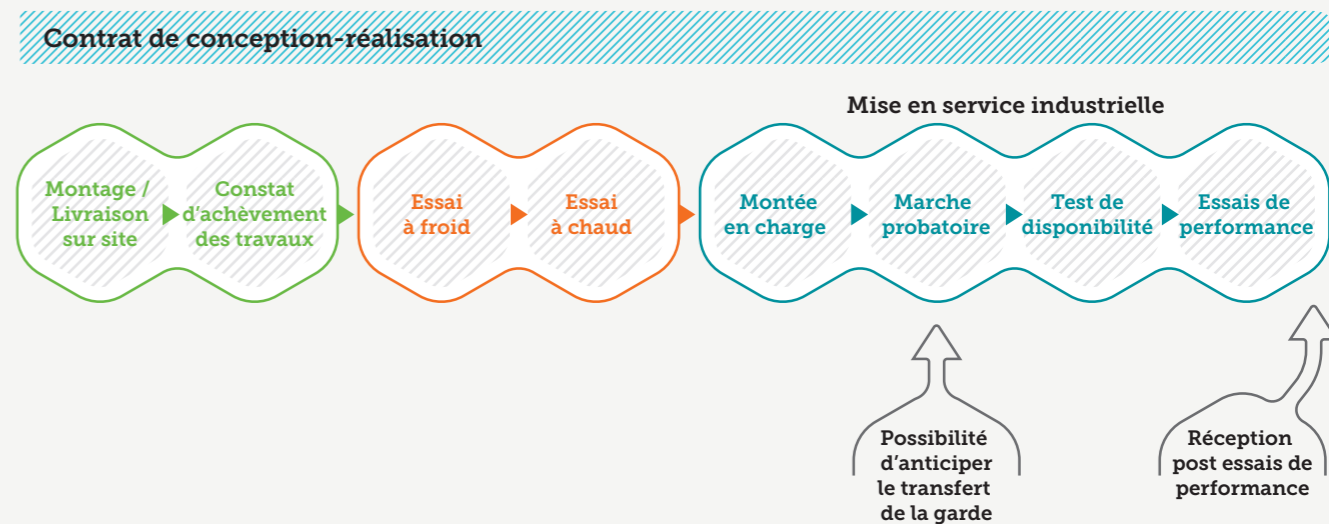 Contrat de conception-réalisation
Mise en service industrielle
Montage /
Livraison
sur site
Constat
d'achèvement
des travaux
Essai
à froid
Essai
à chaud
Montée
en charge
Marche
probatoire
Test de
disponibilité
Essais de
performance
Possibilité
d'anticiper
le transfert
de la garde
Réception
post essais de
performance